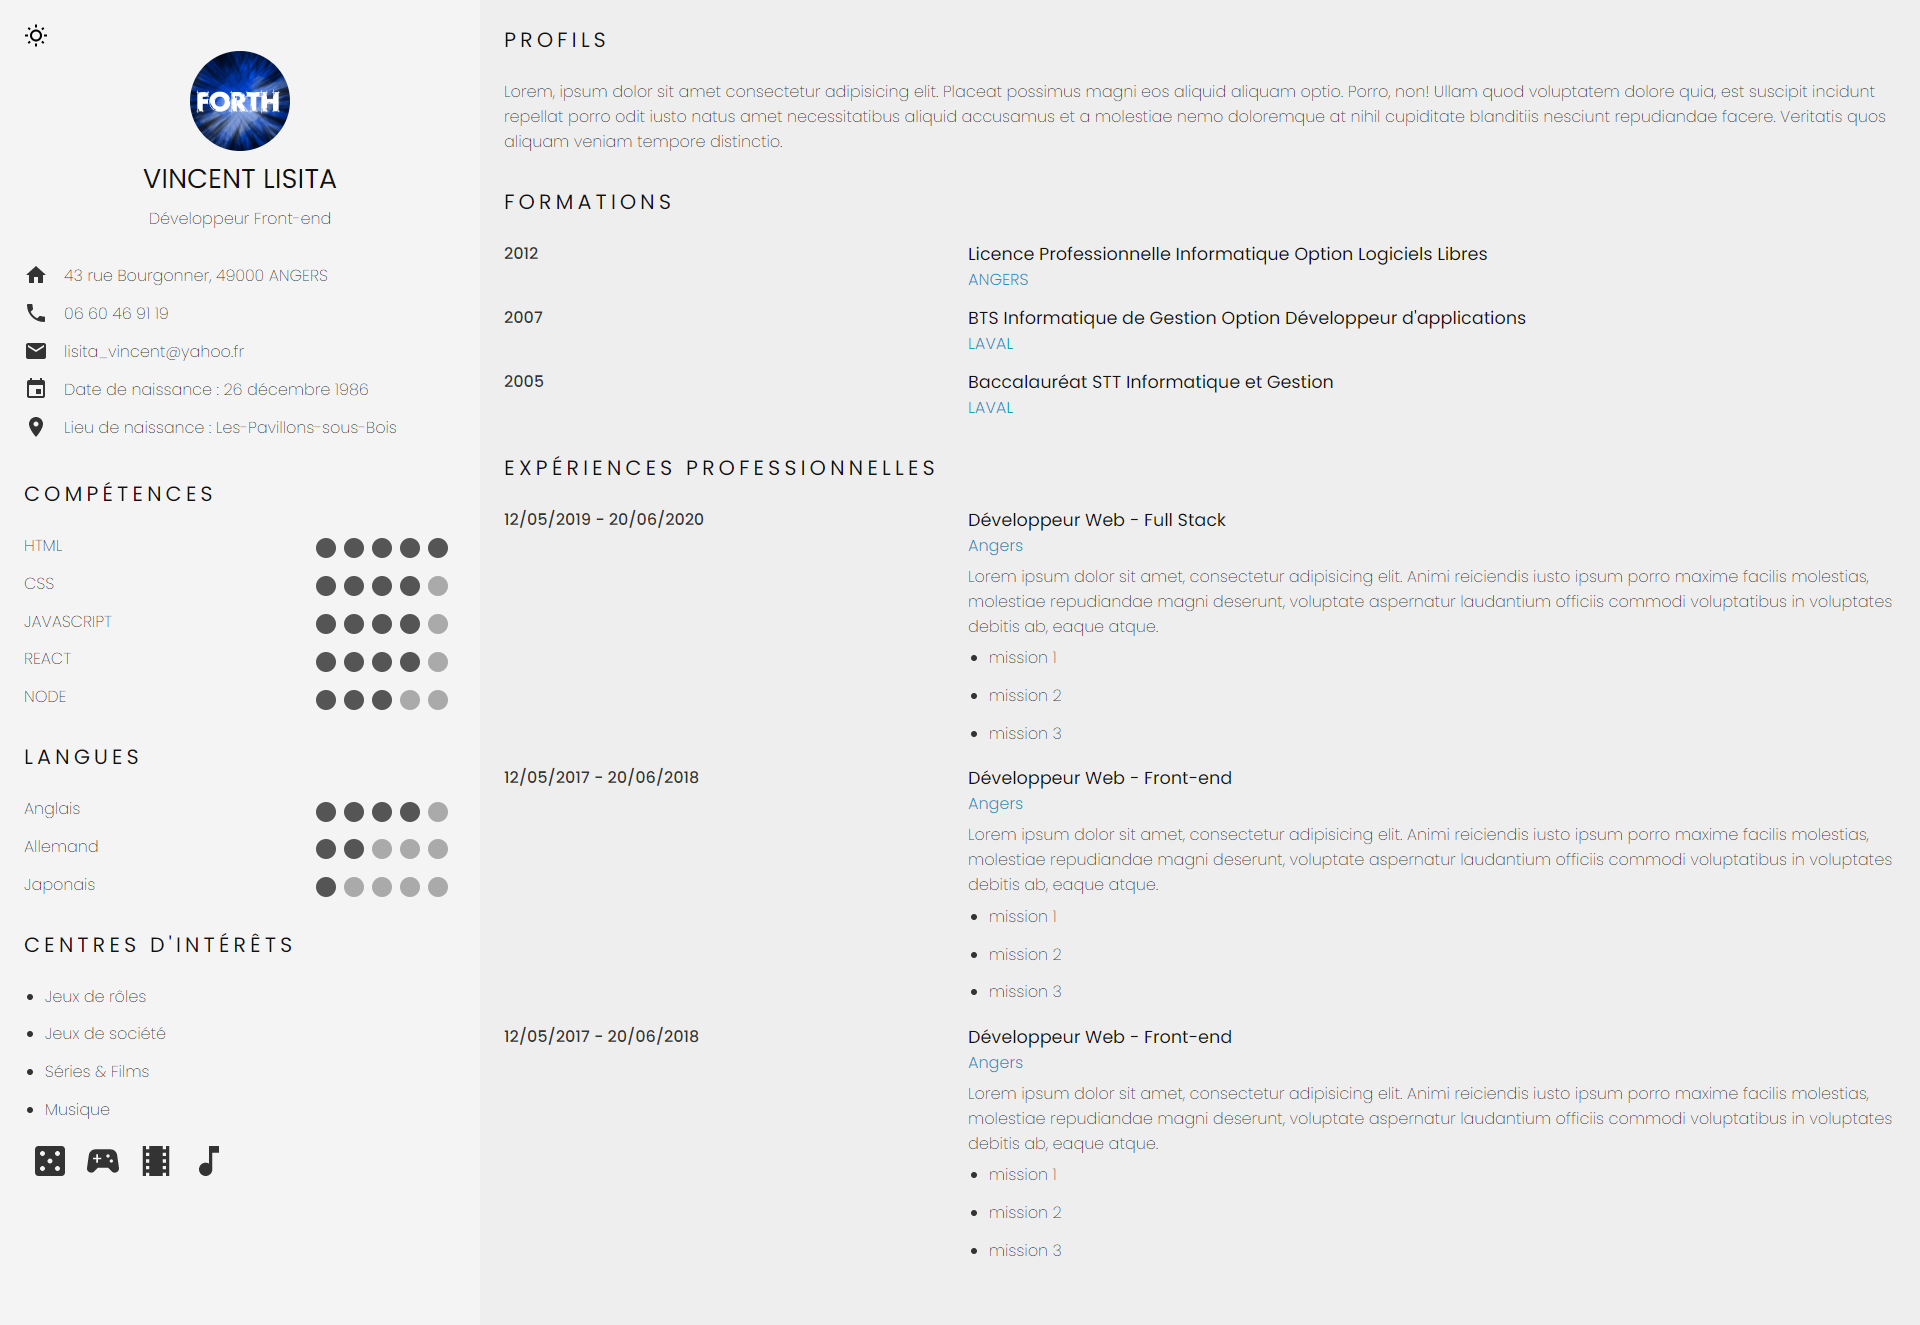 FORTH
VINCENT LISITA
Développeur Front-end
43 rue Bourgonner, 49000 ANGERS
06 60 46 91 19
lisita_vincent@yahoo.fr
Date de naissance : 26 décembre 1986
Lieu de naissance : Les-Pavillons-sous-Bois
COMPÉTENCES
HTML
CSS
JAVASCRIPT
REACT
NODE
LANGUES
Anglais
Allemand
Japonais
CENTRES D'INTÉRÊTS
Jeux de rôles
Jeux de société
Séries & Films
Musique
PROFILS
Lorem, ipsum dolor sit amet consectetur adipisicing elit. Placeat possimus magni eos aliquid aliquam optio. Porro, non! Ullam quod voluptatem dolore quia, est suscipit incidunt
repellat porro odit iusto natus amet necessitatibus aliquid accusamus et a molestiae nemo doloremque at nihil cupiditate blanditiis nesciunt repudiandae facere. Veritatis quos
aliquam veniam tempore distinctio.
FORMATIONS
2012
Licence Professionnelle Informatique Option Logiciels Libres
ANGERS
2007
BTS Informatique de Gestion Option Développeur d'applications
LAVAL
2005
Baccalauréat STT Informatique et Gestion
LAVAL
EXPÉRIENCES PROFESSIONNELLES
12/05/2019 - 20/06/2020
Développeur Web - Full Stack
Angers
Lorem ipsum dolor sit amet, consectetur adipisicing elit. Animi reiciendis iusto ipsum porro maxime facilis molestias,
molestiae repudiandae magni deserunt, voluptate aspernatur laudantium officiis commodi voluptatibus in voluptates
debitis ab, eaque atque.
mission 1
mission 2
mission 3
12/05/2017 - 20/06/2018
Développeur Web - Front-end
Angers
Lorem ipsum dolor sit amet, consectetur adipisicing elit. Animi reiciendis iusto ipsum porro maxime facilis molestias,
molestiae repudiandae magni deserunt, voluptate aspernatur laudantium officiis commodi voluptatibus in voluptates
debitis ab, eaque atque.
mission 1
mission 2
mission 3
12/05/2017 - 20/06/2018
Développeur Web - Front-end
Angers
Lorem ipsum dolor sit amet, consectetur adipisicing elit. Animi reiciendis iusto ipsum porro maxime facilis molestias,
molestiae repudiandae magni deserunt, voluptate aspernatur laudantium officiis commodi voluptatibus in voluptates
debitis ab, eaque atque.
mission 1
mission 2
mission 3